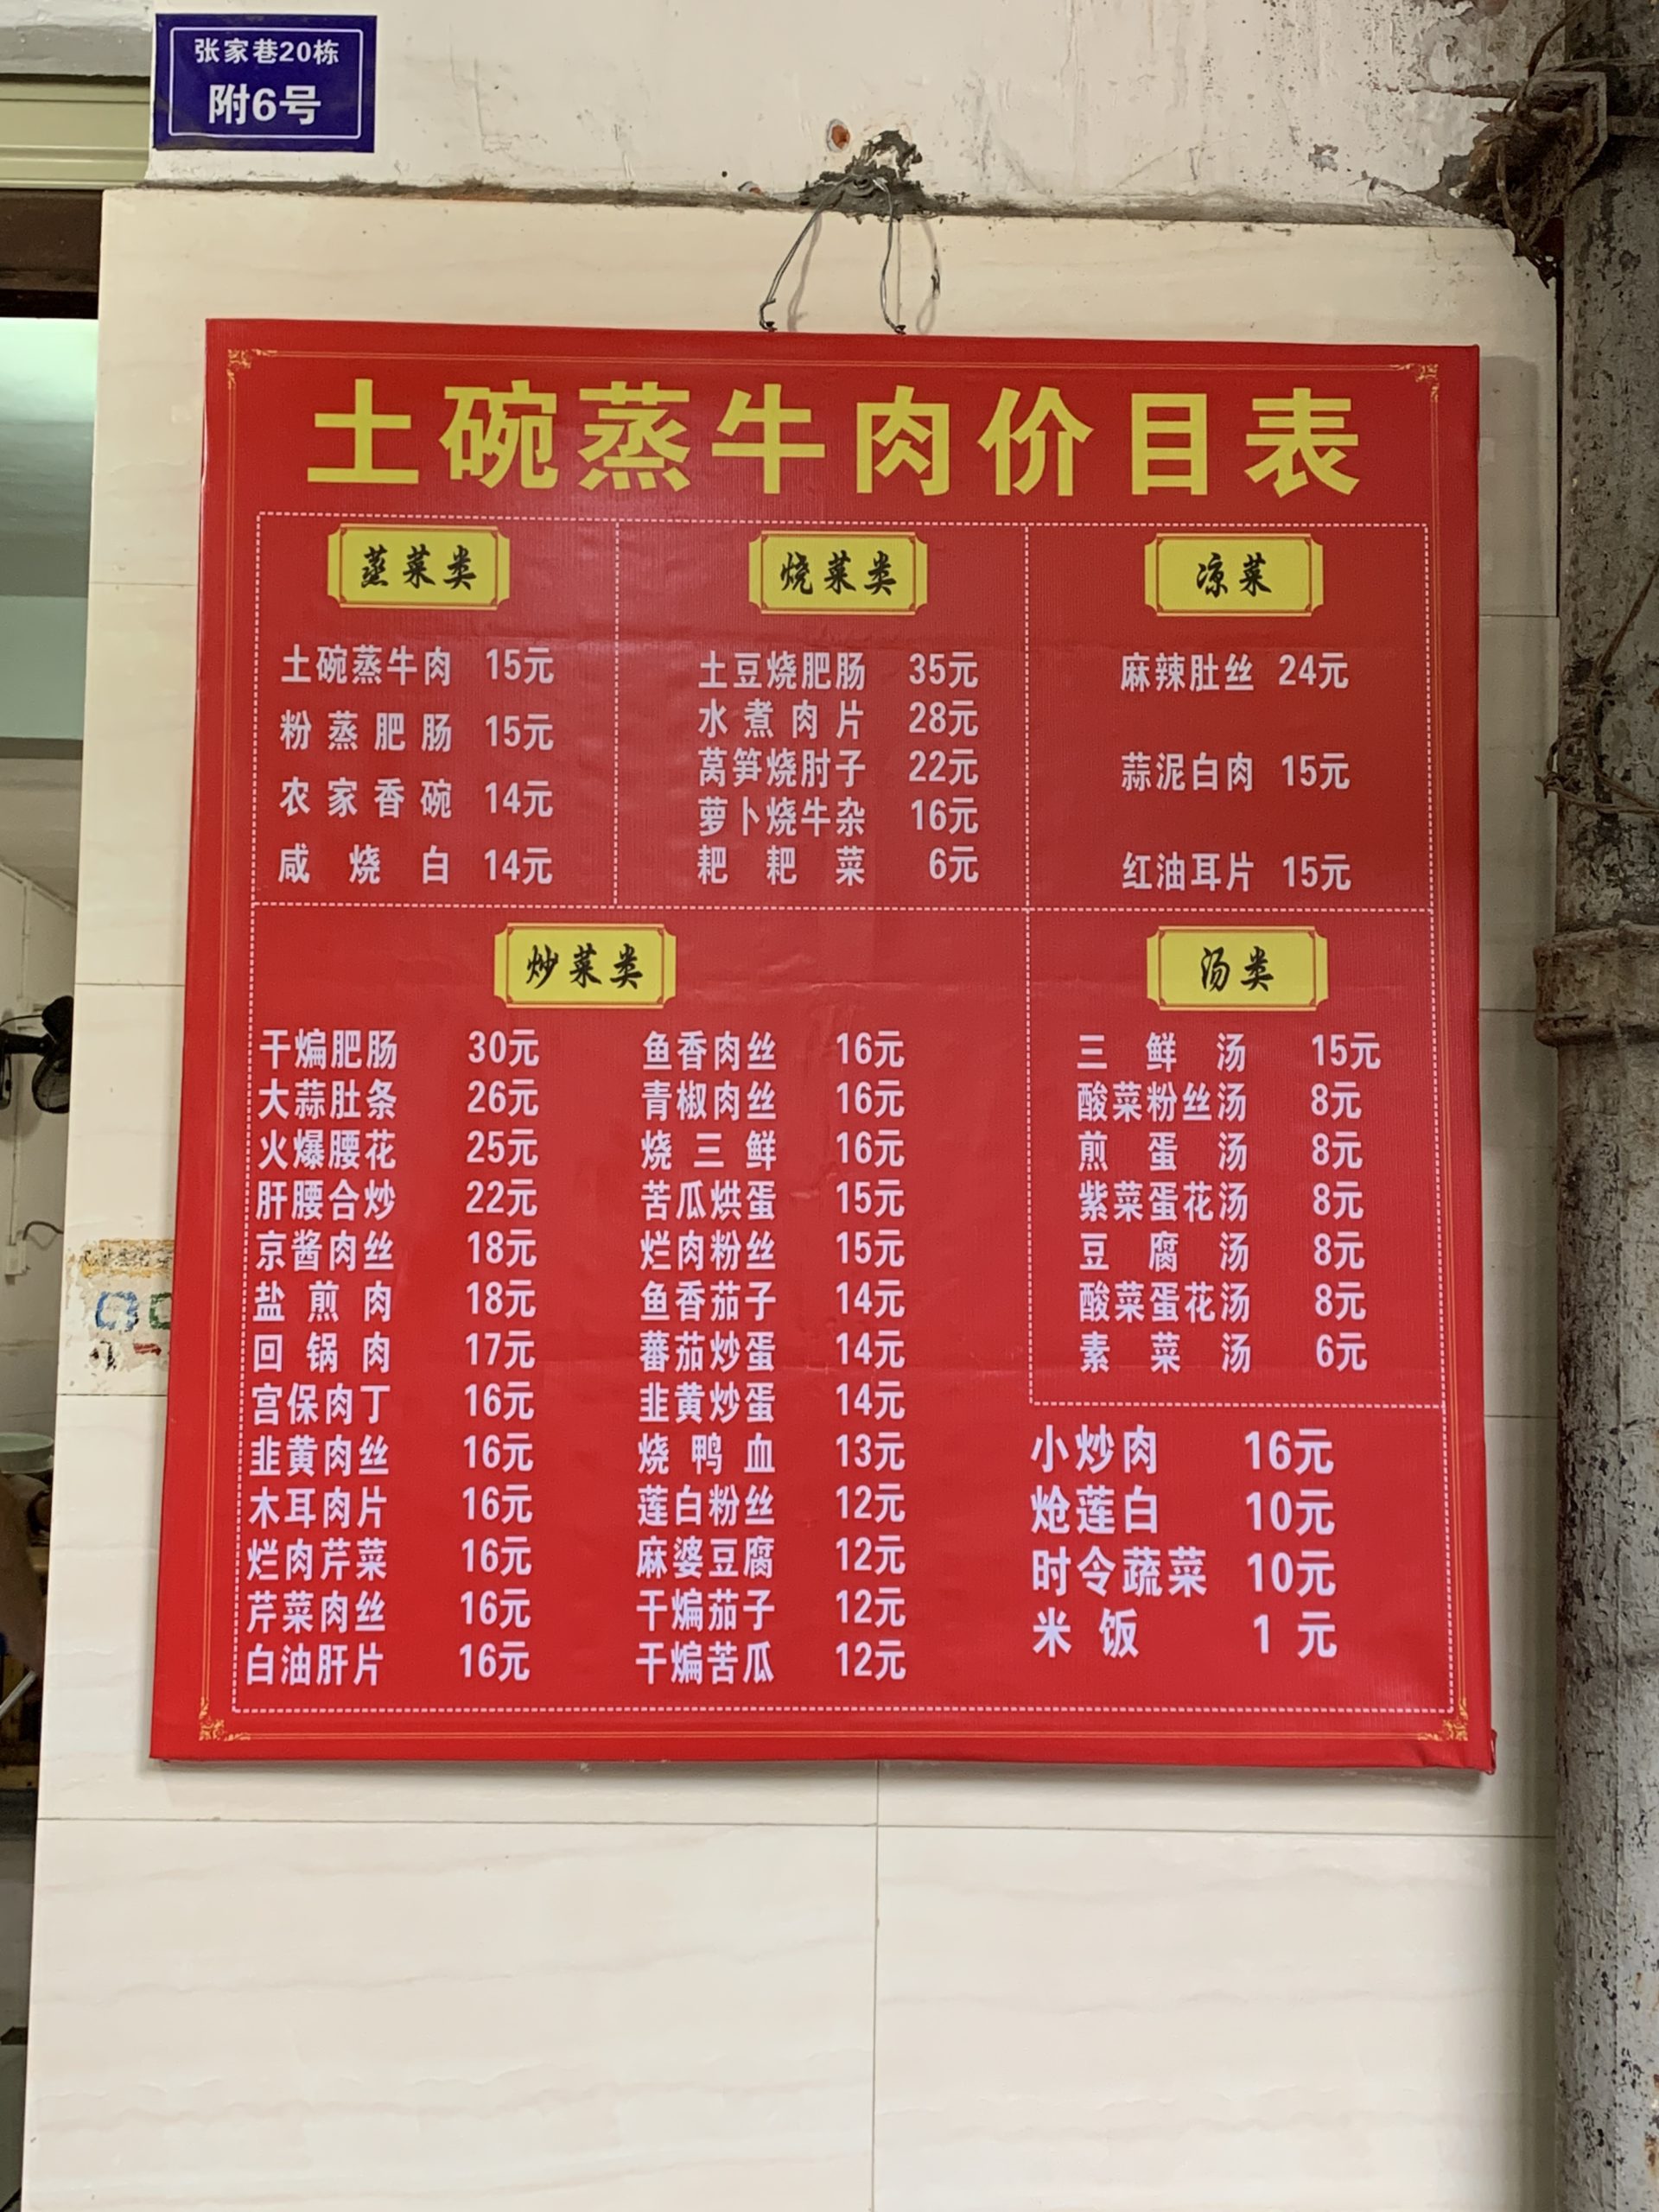 张家巷20栋
附6号
土碗蒸牛肉价目表
蒸菜类
土碗蒸牛肉 15元
粉蒸肥肠 15元
农家香碗 14元
咸烧白 14元
烧菜类
土豆烧肥肠 35元
水煮肉片 28元
莴笋烧肘子 22元
萝卜烧牛杂 16元
耙耙菜 6元
凉菜
麻辣肚丝 24元
蒜泥白肉 15元
红油耳片 15元
炒菜类
干煸肥肠 30元
大蒜肚条 26元
火爆腰花 25元
肝腰合炒 22元
京酱肉丝 18元
盐煎肉 18元
回锅肉 17元
宫保肉丁 16元
韭黄肉丝 16元
木耳肉片 16元
烂肉芹菜 16元
芹菜肉丝 16元
白油肝片 16元
鱼香肉丝 16元
青椒肉丝 16元
烧三鲜 16元
苦瓜烘蛋 15元
烂肉粉丝 15元
鱼香茄子 14元
蕃茄炒蛋 14元
韭黄炒蛋 14元
烧鸭血 13元
莲白粉丝 12元
麻婆豆腐 12元
干煸茄子 12元
干煸苦瓜 12元
汤类
三鲜汤 15元
酸菜粉丝汤 8元
煎蛋汤 8元
紫菜蛋花汤 8元
豆腐汤 8元
酸菜蛋花汤 8元
素菜汤 6元
小炒肉 16元
炝莲白 10元
时令蔬菜 10元
米饭 1元